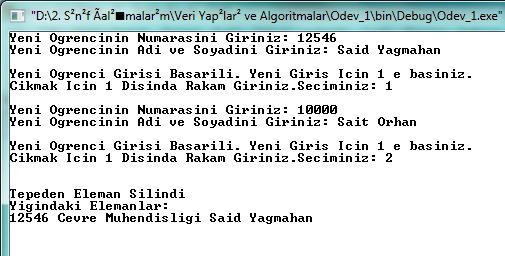 "D:\2. S²n²f Ãal²■malar²m\Veri Yap²lar² ve Algoritmalar\Odev_1\bin\Debug\Odev_1.exe"
Yeni Ogrencinin Numarasini Giriniz: 12546
Yeni Ogrencinin Adi ve Soyadini Giriniz: Said Yagmahan
Yeni Ogrenci Girisi Basarili. Yeni Giris Icin 1 e basiniz.
Cikmak Icin 1 Disinda Rakam Giriniz.Seciminiz: 1
Yeni Ogrencinin Numarasini Giriniz: 10000
Yeni Ogrencinin Adi ve Soyadini Giriniz: Sait Orhan
Yeni Ogrenci Girisi Basarili. Yeni Giris Icin 1 e basiniz.
Cikmak Icin 1 Disinda Rakam Giriniz.Seciminiz: 2
Tepeden Eleman Silindi
Yigindaki Elemanlar:
12546 Cevre Muhendisligi Said Yagmahan